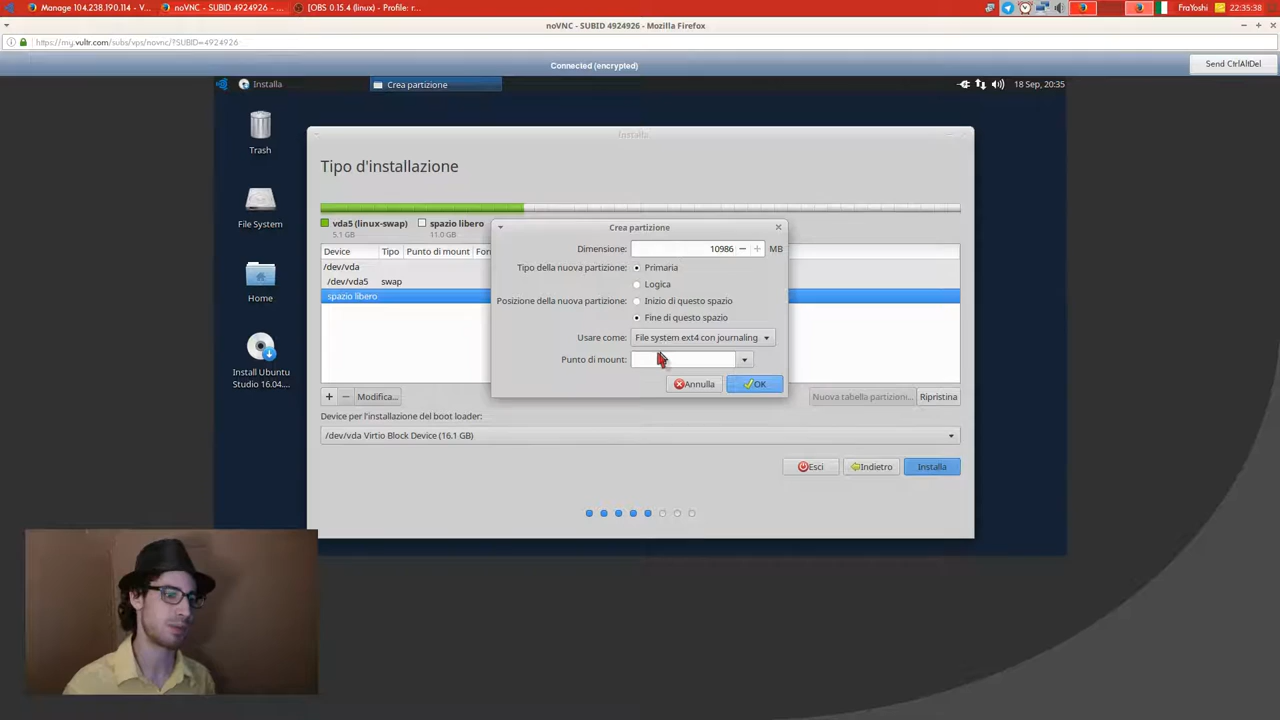 Manage 104.238.190.114 - V...
noVNC - SUBID 4924926 - ...
[OBS 0.15.4 (linux) - Profile: r...
FraYoshi
22:35:38
noVNC - SUBID 4924926 - Mozilla Firefox
https://my.vultr.com/subs/vps/novnc/?SUBID=4924926
Connected (encrypted)
Send CtrlAltDel
Installa
Crea partizione
18 Sep, 20:35
Trash
File System
Home
Install Ubuntu
Studio 16.04....
Installa
Tipo d'installazione
vda5 (linux-swap)
5.1 GB
spazio libero
11.0 GB
Device
Tipo
Punto di mount
Forn
/dev/vda
/dev/vda5
swap
spazio libero
Crea partizione
Dimensione:
10986
MB
Tipo della nuova partizione:
Primaria
Logica
Posizione della nuova partizione:
Inizio di questo spazio
Fine di questo spazio
Usare come:
File system ext4 con journaling
Punto di mount:
Annulla
OK
+
−
Modifica...
Nuova tabella partizioni...
Ripristina
Device per l'installazione del boot loader:
/dev/vda Virtio Block Device (16.1 GB)
Esci
Indietro
Installa